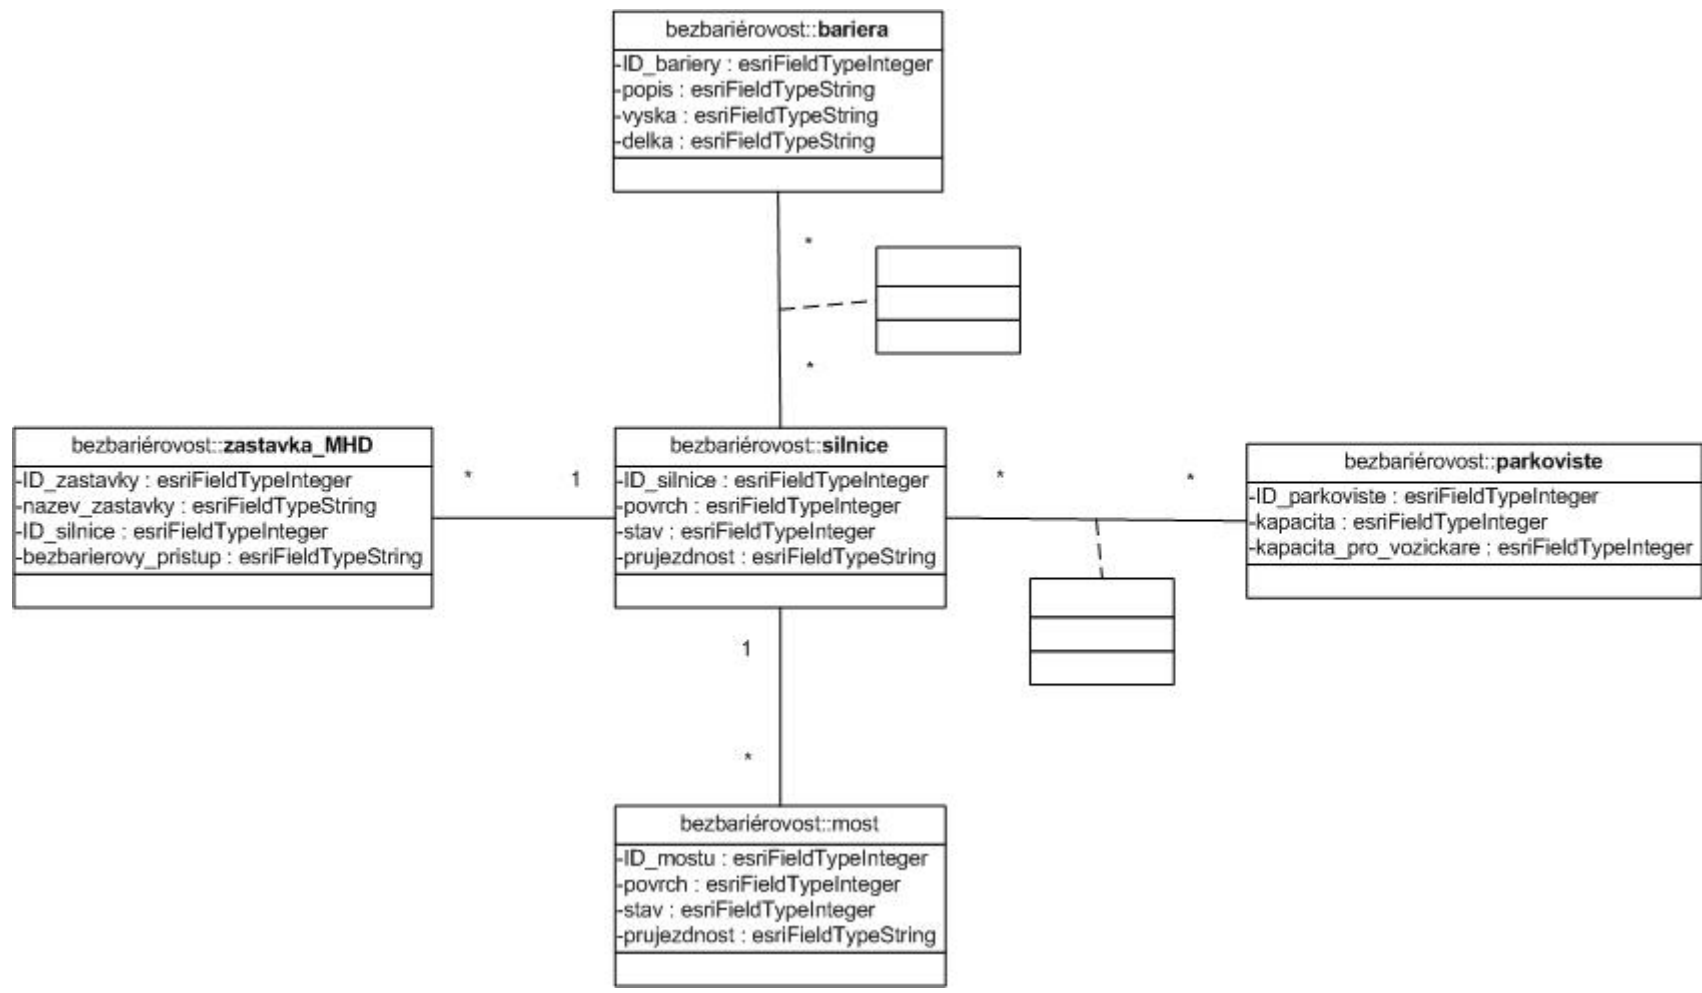 bezbariérovost::bariera
-ID_bariery : esriFieldTypeInteger
-popis : esriFieldTypeString
-vyska : esriFieldTypeString
-delka : esriFieldTypeString
*
*
bezbariérovost::zastavka_MHD
-ID_zastavky : esriFieldTypeInteger
-nazev_zastavky : esriFieldTypeString
-ID_silnice : esriFieldTypeInteger
-bezbarierovy_pristup : esriFieldTypeString
*
1
bezbariérovost::silnice
-ID_silnice : esriFieldTypeInteger
-povrch : esriFieldTypeInteger
-stav : esriFieldTypeInteger
-prujezdnost : esriFieldTypeString
*
*
bezbariérovost::parkoviste
-ID_parkoviste : esriFieldTypeInteger
-kapacita : esriFieldTypeInteger
-kapacita_pro_vozickare : esriFieldTypeInteger
1
*
bezbariérovost::most
-ID_mostu : esriFieldTypeInteger
-povrch : esriFieldTypeInteger
-stav : esriFieldTypeInteger
-prujezdnost : esriFieldTypeString